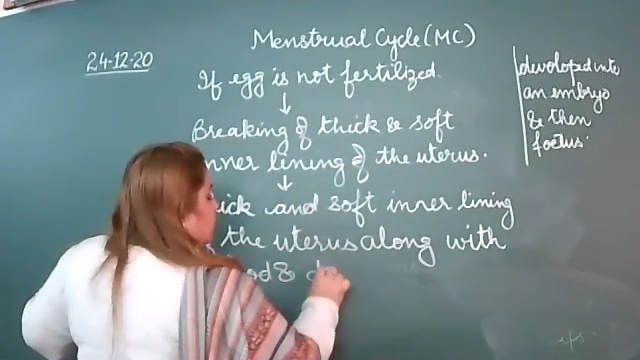 Menstrual Cycle (MC)
24-12-20
If egg is not fertilized.
↓
Breaking of thick & soft
inner lining of the uterus.
↓
ick and soft inner lining
the uterus along with
od & d
developed into
an embryo
& then
foetus.